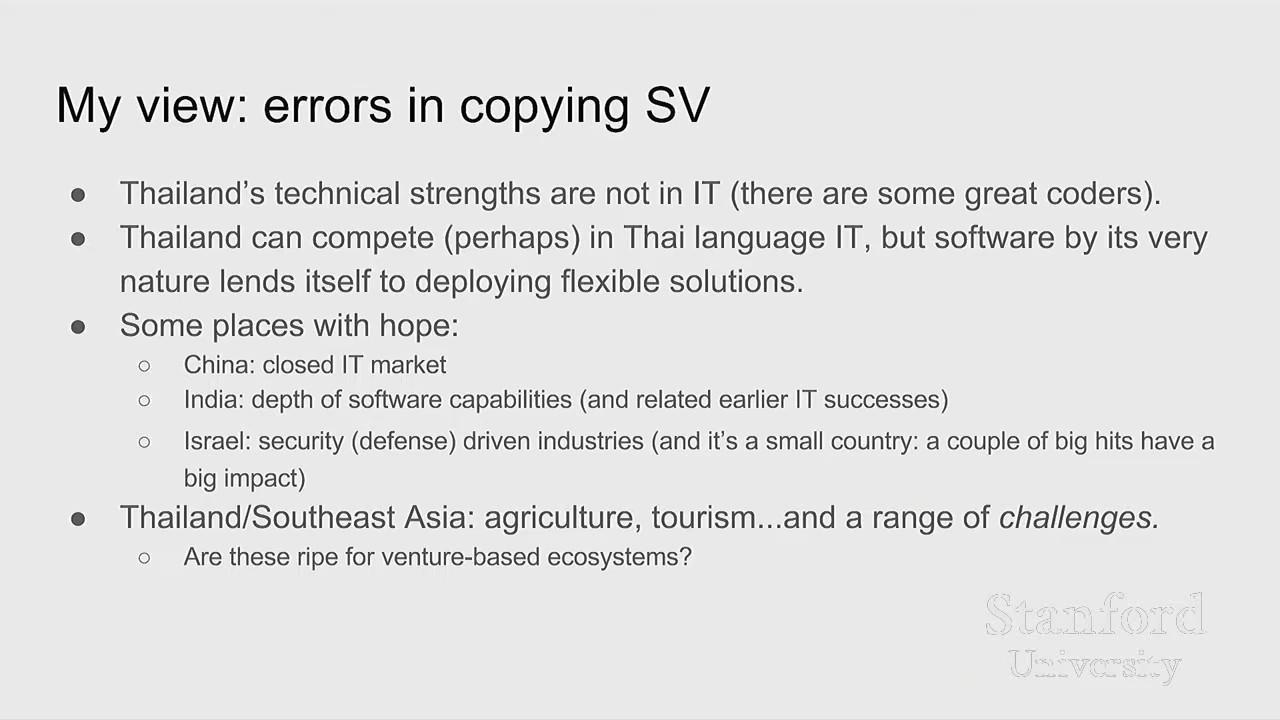 My view: errors in copying SV
● Thailand's technical strengths are not in IT (there are some great coders).
● Thailand can compete (perhaps) in Thai language IT, but software by its very
nature lends itself to deploying flexible solutions.
● Some places with hope:
○ China: closed IT market
○ India: depth of software capabilities (and related earlier IT successes)
○ Israel: security (defense) driven industries (and it's a small country: a couple of big hits have a
big impact)
● Thailand/Southeast Asia: agriculture, tourism...and a range of challenges.
○ Are these ripe for venture-based ecosystems?
Stanford
University